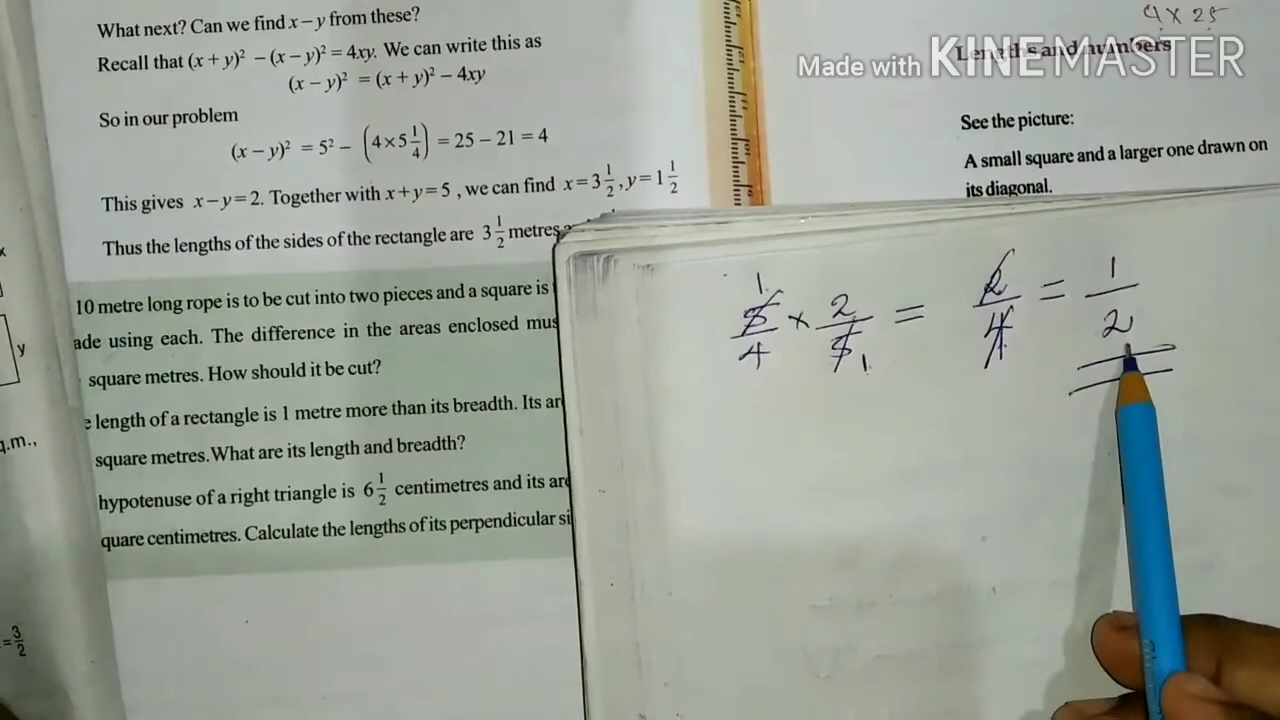 What next? Can we find x – y from these?
Recall that (x + y)² – (x – y)² = 4xy. We can write this as
(x – y)² = (x + y)² – 4xy
So in our problem
(x – y)² = 5² – (4 × 5 1/4) = 25 – 21 = 4
This gives x – y = 2. Together with x + y = 5 , we can find x = 3 1/2 , y = 1 1/2
Thus the lengths of the sides of the rectangle are 3 1/2 metres
10 metre long rope is to be cut into two pieces and a square is
ade using each. The difference in the areas enclosed mus
square metres. How should it be cut?
e length of a rectangle is 1 metre more than its breadth. Its ar
square metres. What are its length and breadth?
hypotenuse of a right triangle is 6 1/2 centimetres and its are
quare centimetres. Calculate the lengths of its perpendicular si
y
q.m.,
= 3/2
4 × 25
Lengths and numbers
Made with KINEMASTER
See the picture:
A small square and a larger one drawn on
its diagonal.
5/4 × 2/5 = 2/4 = 1/2
1 1